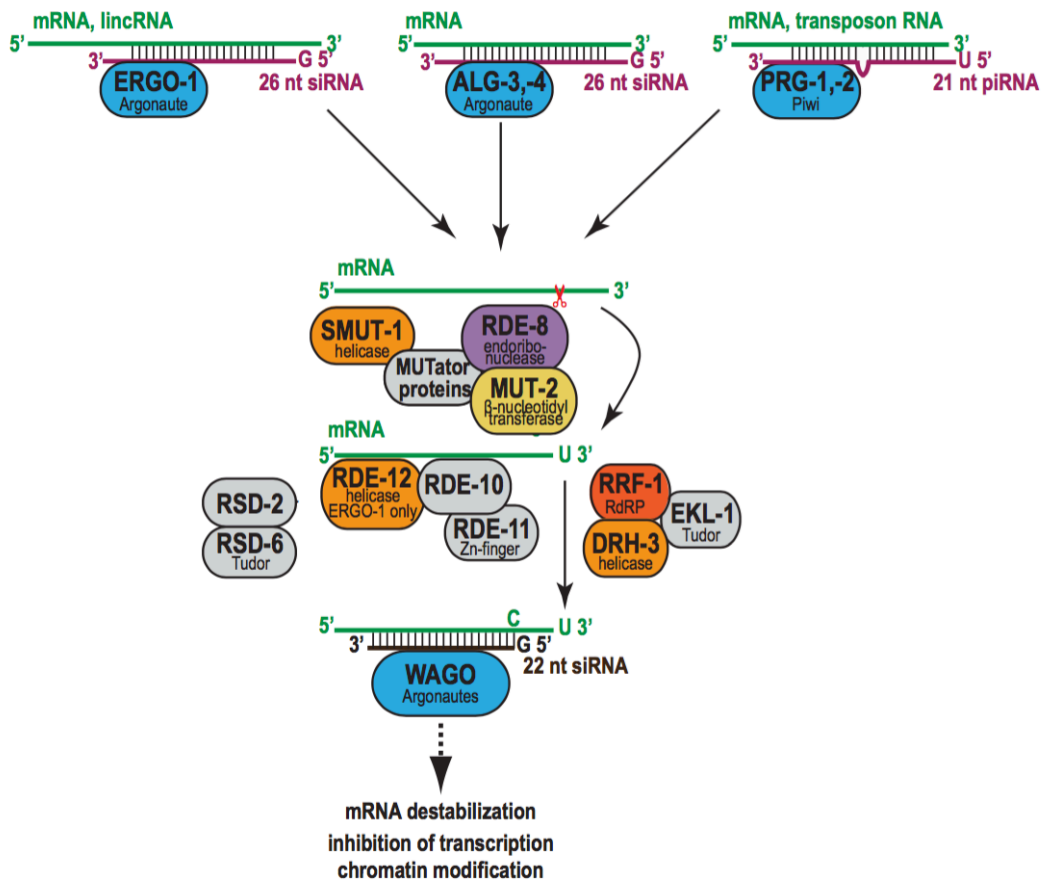 mRNA, lincRNA
5’ 3’
3’ G 5’
ERGO-1
Argonaute
26 nt siRNA
mRNA
5’ 3’
3’ G 5’
ALG-3,-4
Argonaute
26 nt siRNA
mRNA, transposon RNA
5’ 3’
3’ U 5’
PRG-1,-2
Piwi
21 nt piRNA
mRNA
5’ 3’
SMUT-1
helicase
RDE-8
endoribo-
nuclease
MUTator
proteins
MUT-2
β-nucleotidyl
transferase
mRNA
5’ U 3’
RDE-12
helicase
ERGO-1 only
RDE-10
RDE-11
Zn-finger
RSD-2
RSD-6
Tudor
RRF-1
RdRP
EKL-1
Tudor
DRH-3
helicase
C
5’ U 3’
3’ G 5’
22 nt siRNA
WAGO
Argonautes
mRNA destabilization
inhibition of transcription
chromatin modification